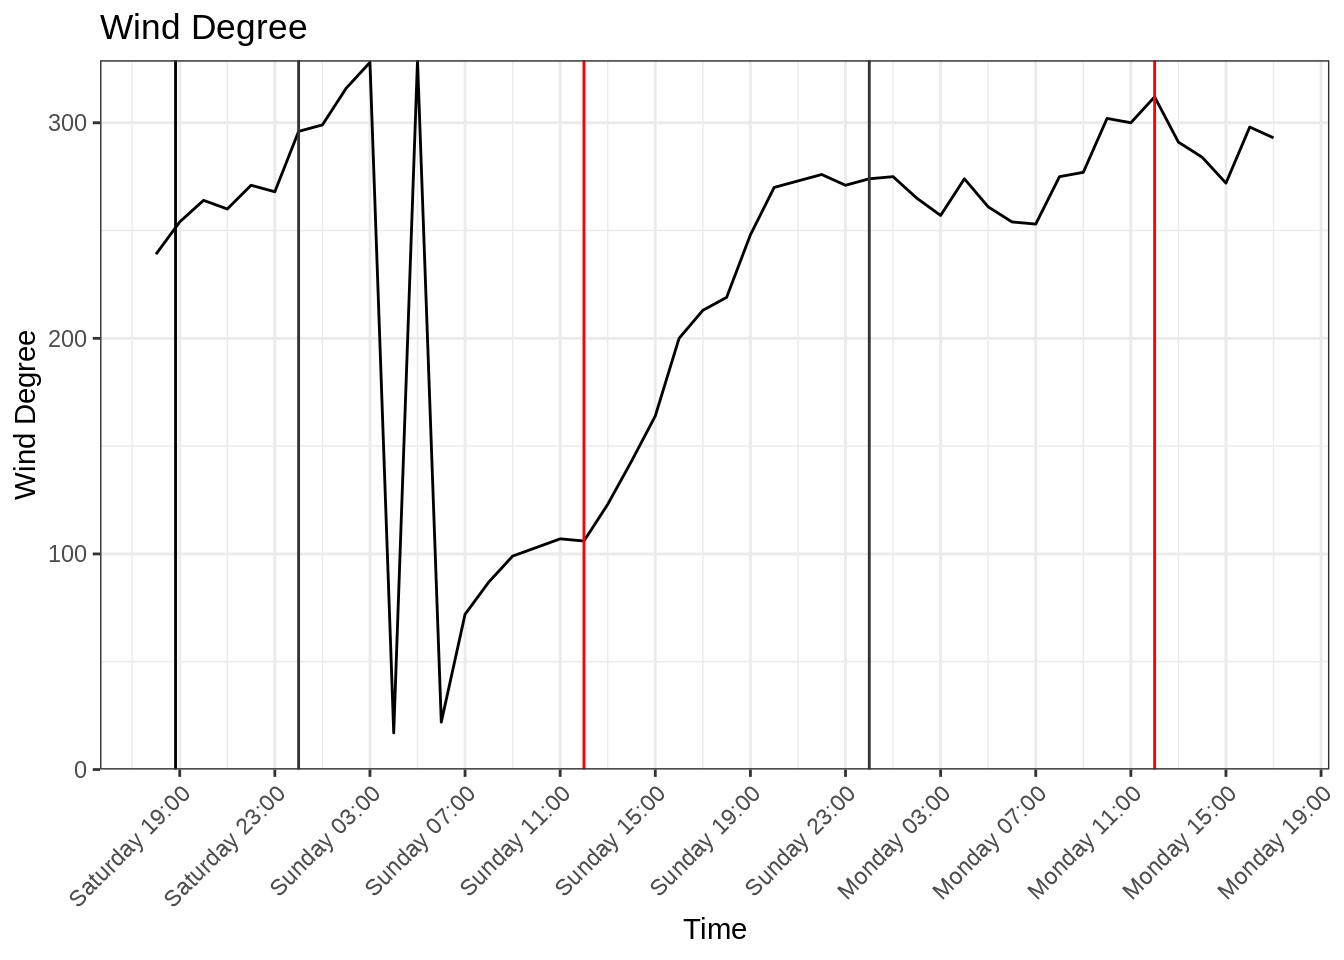 Wind Degree
Wind Degree
300
200
100
0
Saturday 19:00
Saturday 23:00
Sunday 03:00
Sunday 07:00
Sunday 11:00
Sunday 15:00
Sunday 19:00
Sunday 23:00
Monday 03:00
Monday 07:00
Monday 11:00
Monday 15:00
Monday 19:00
Time